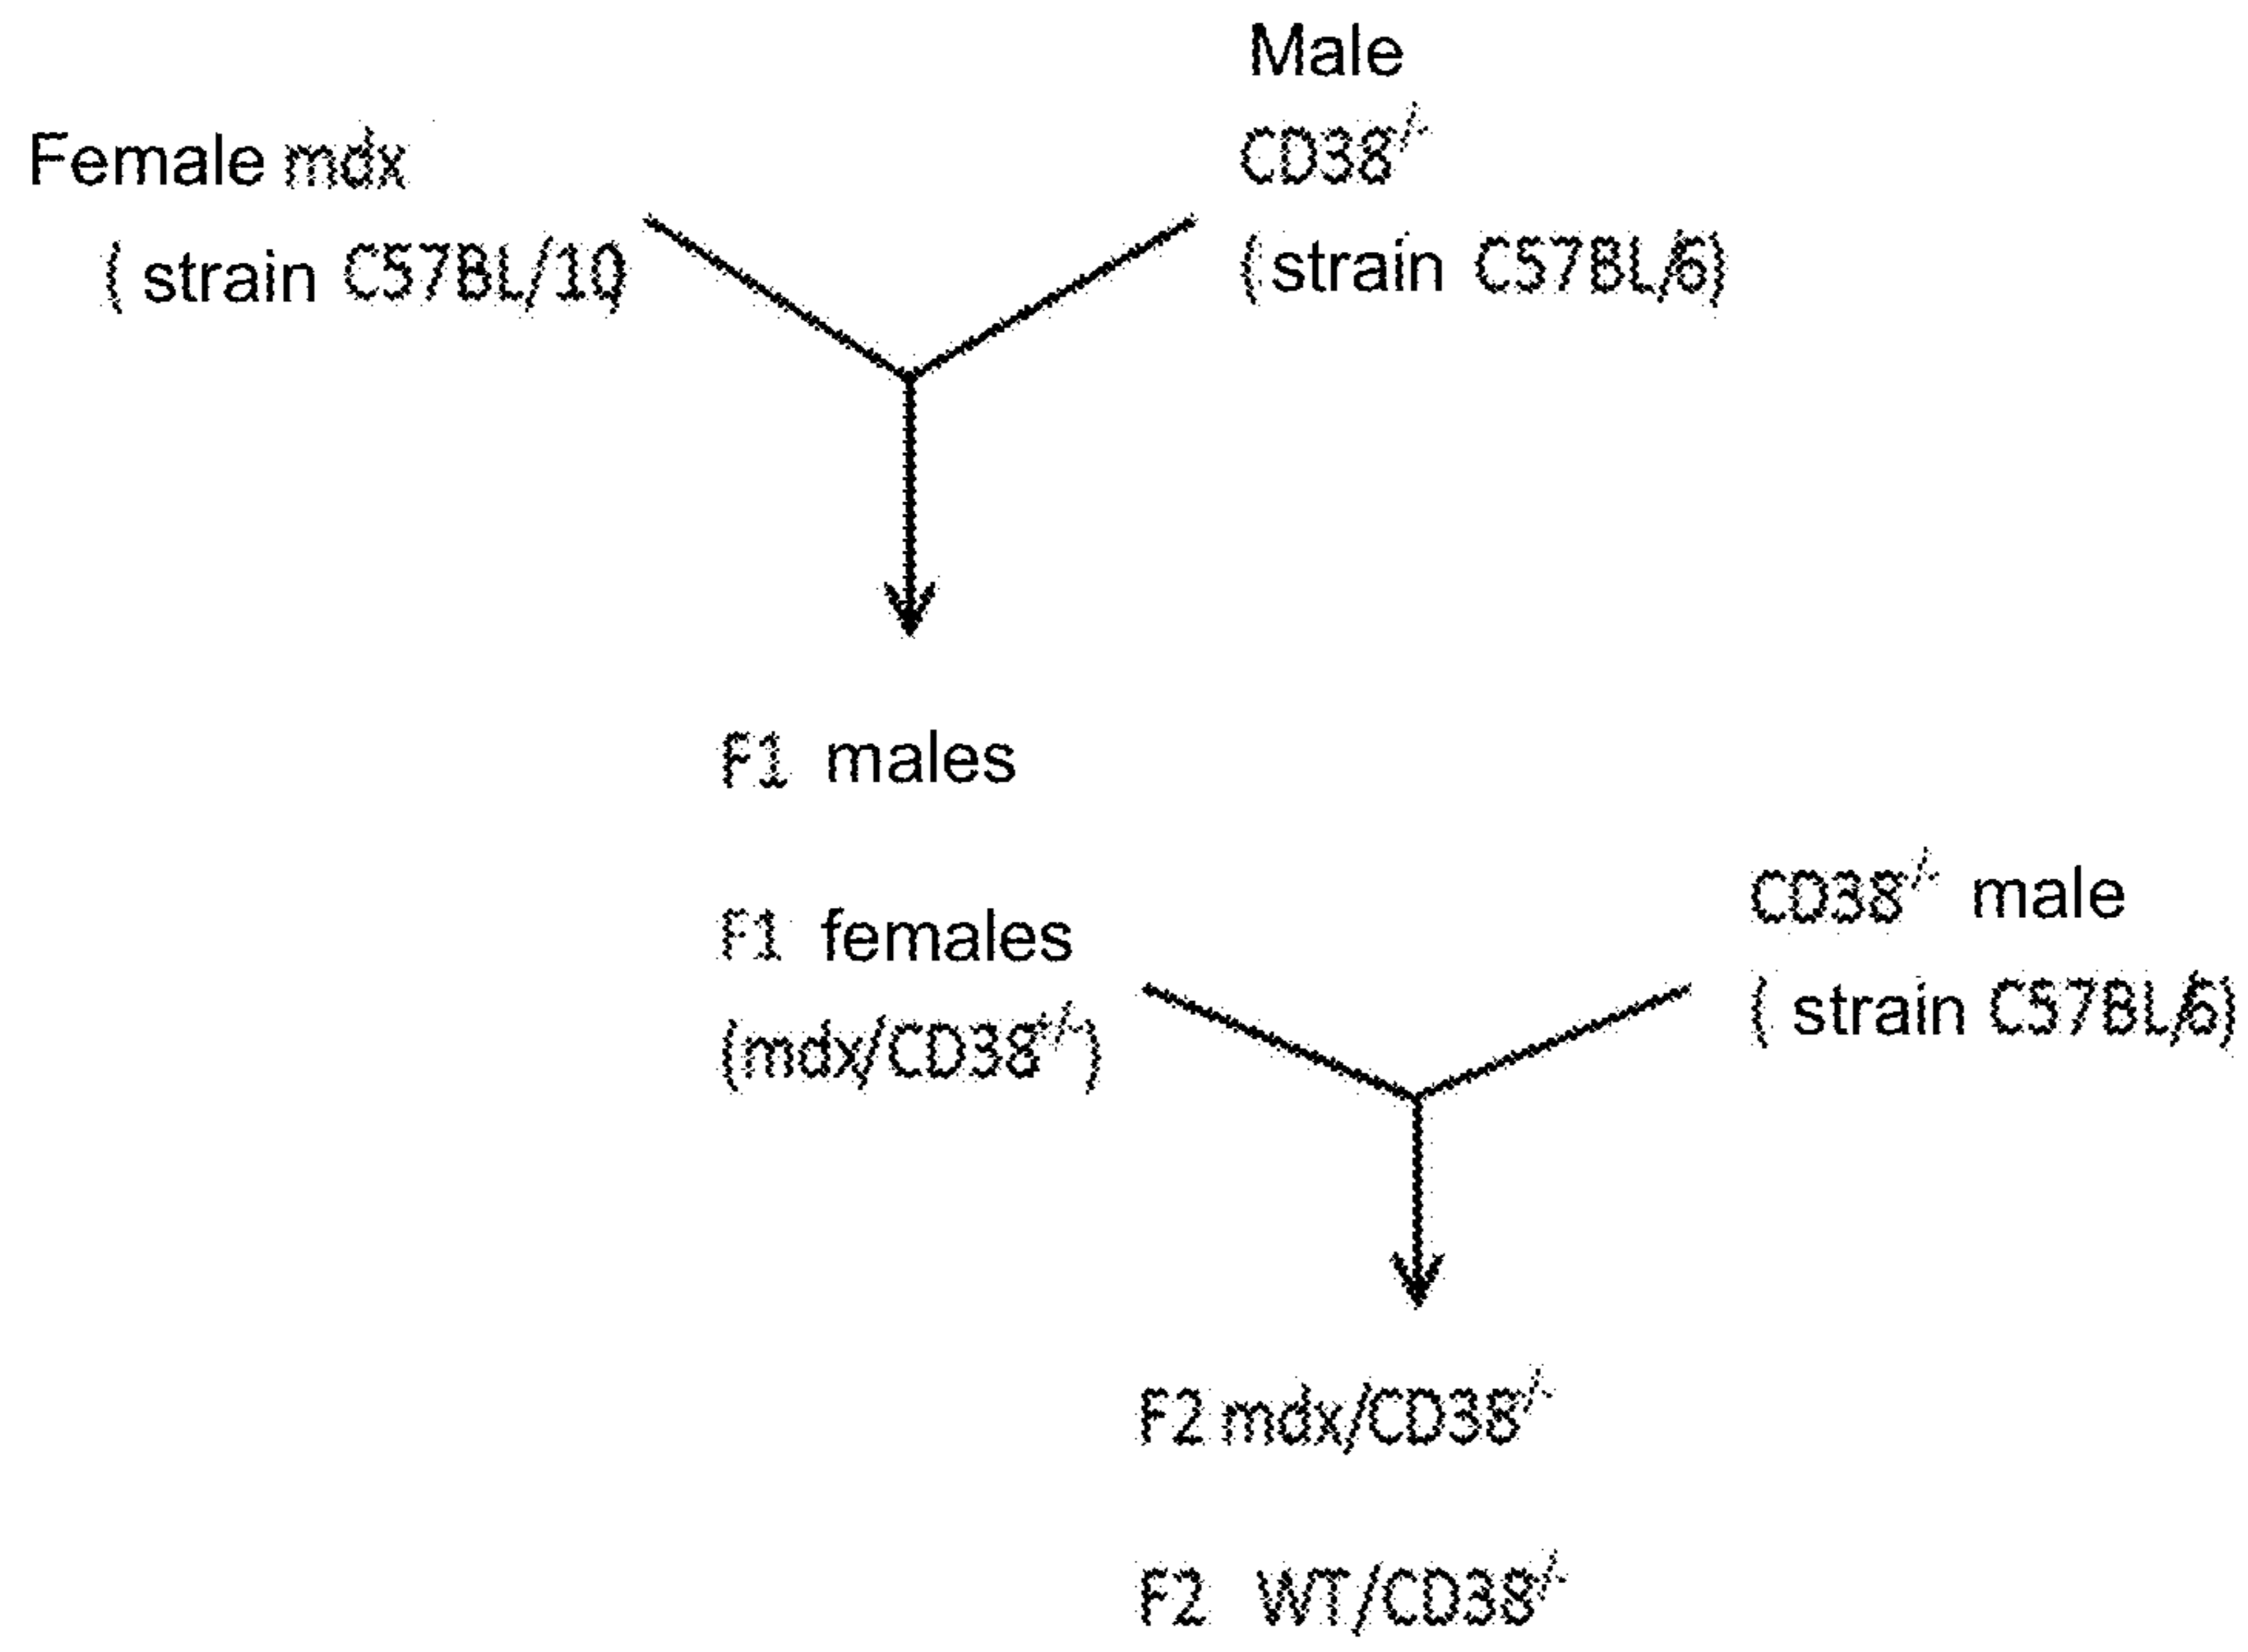 Male
Female mdx
CD38-/-
( strain C57BL/10)
(strain C57BL/6)
F1 males
CD38-/- male
F1 females
( strain C57BL/6)
(mdx/CD38+/-)
F2 mdx/CD38-/-
F2 WT/CD38-/-